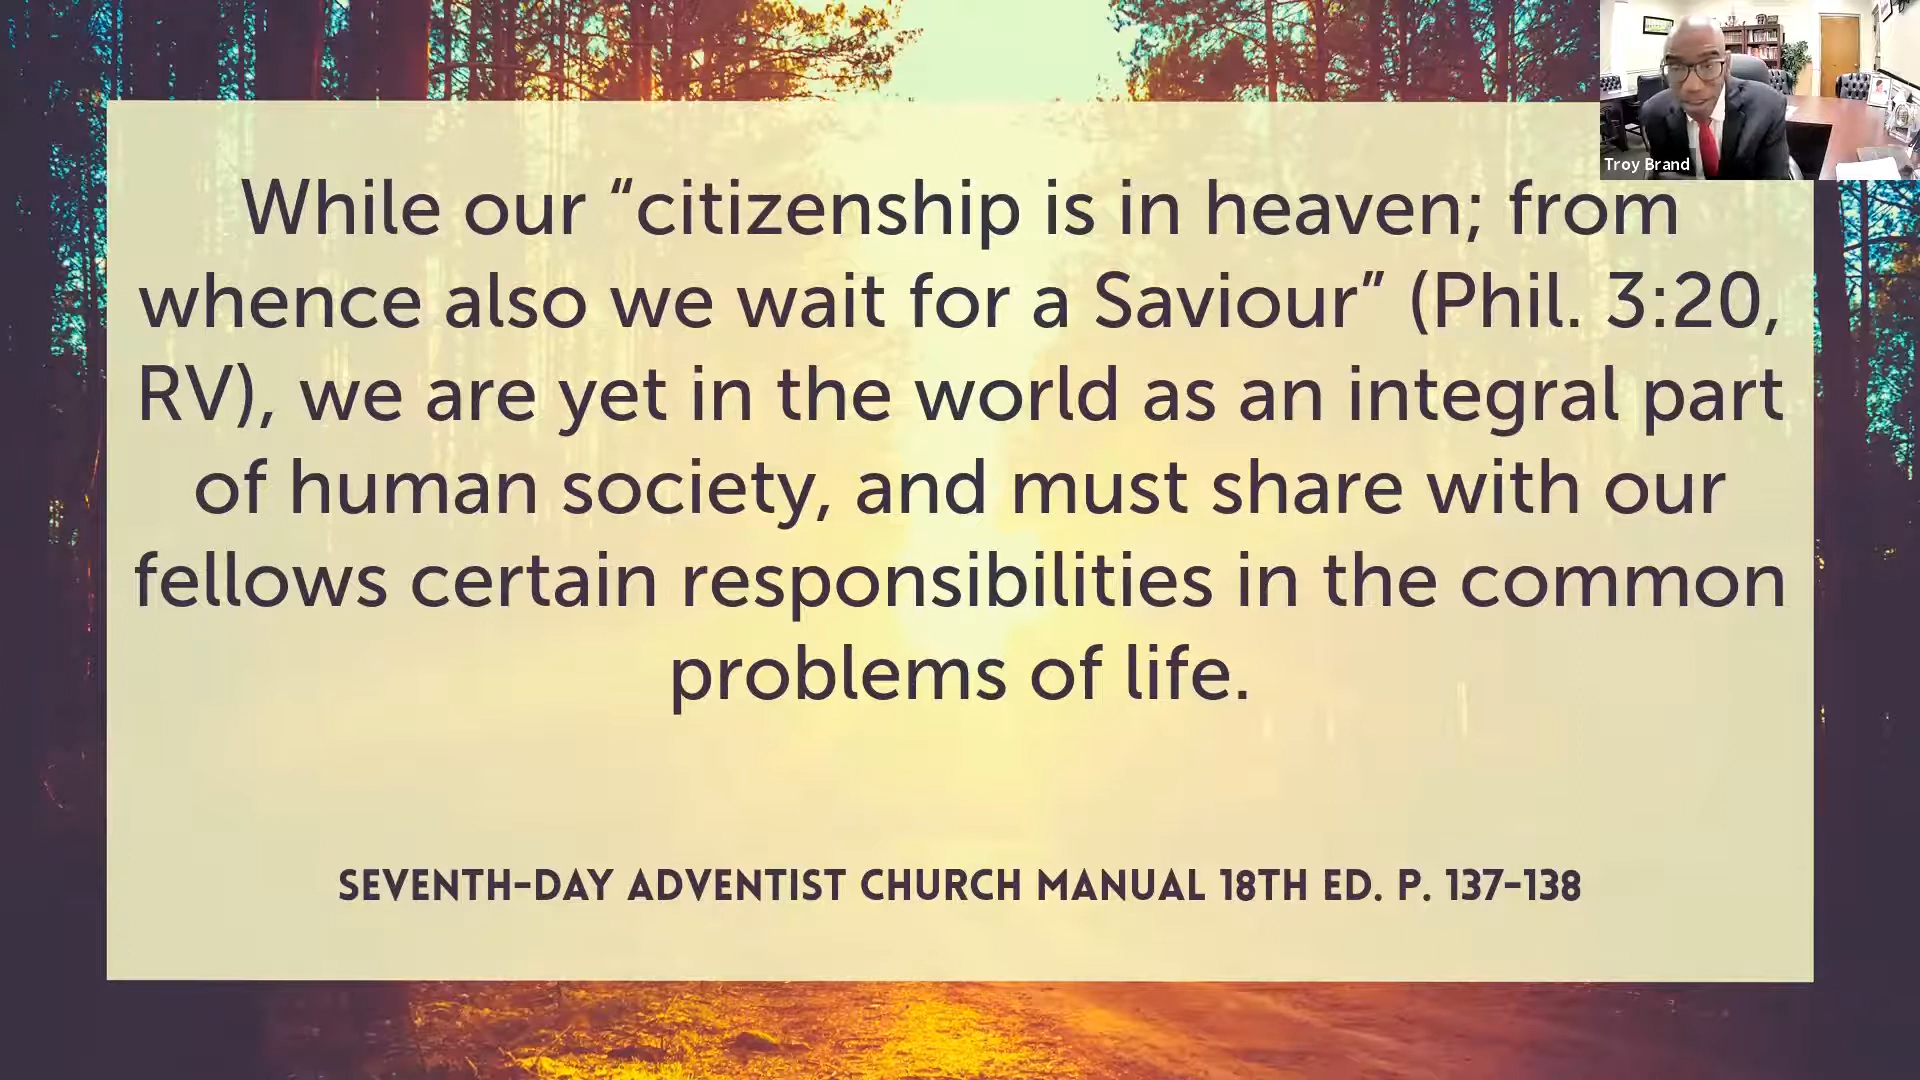 Troy Brand
While our “citizenship is in heaven; from
whence also we wait for a Saviour” (Phil. 3:20,
RV), we are yet in the world as an integral part
of human society, and must share with our
fellows certain responsibilities in the common
problems of life.
SEVENTH-DAY ADVENTIST CHURCH MANUAL 18TH ED. P. 137-138